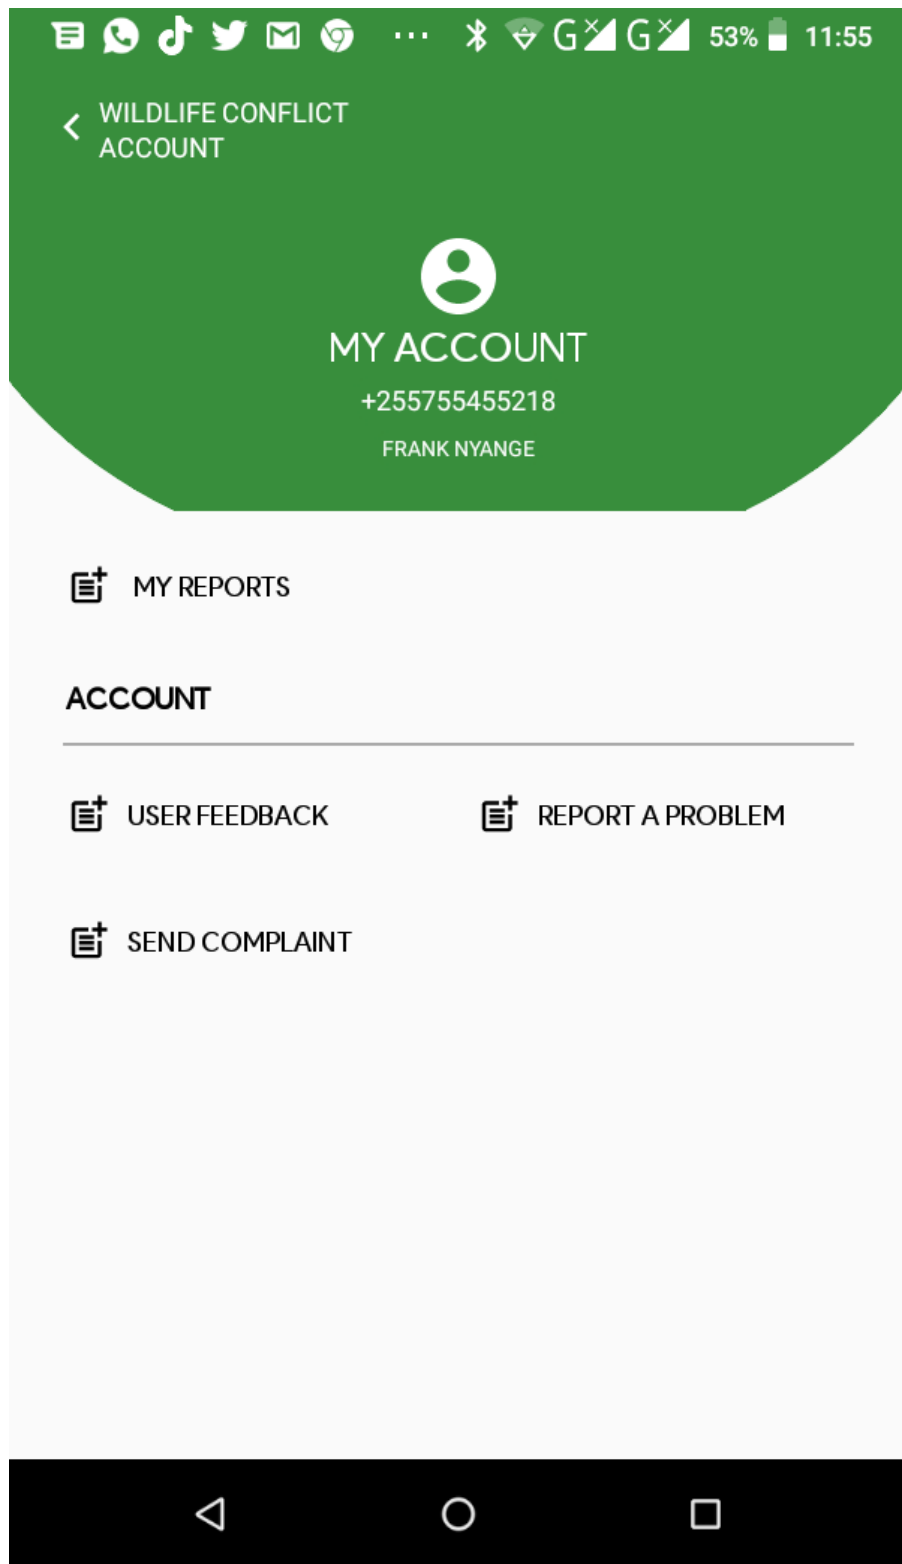 G G 53% 11:55
WILDLIFE CONFLICT
ACCOUNT
MY ACCOUNT
+255755455218
FRANK NYANGE
MY REPORTS
ACCOUNT
USER FEEDBACK REPORT A PROBLEM
SEND COMPLAINT